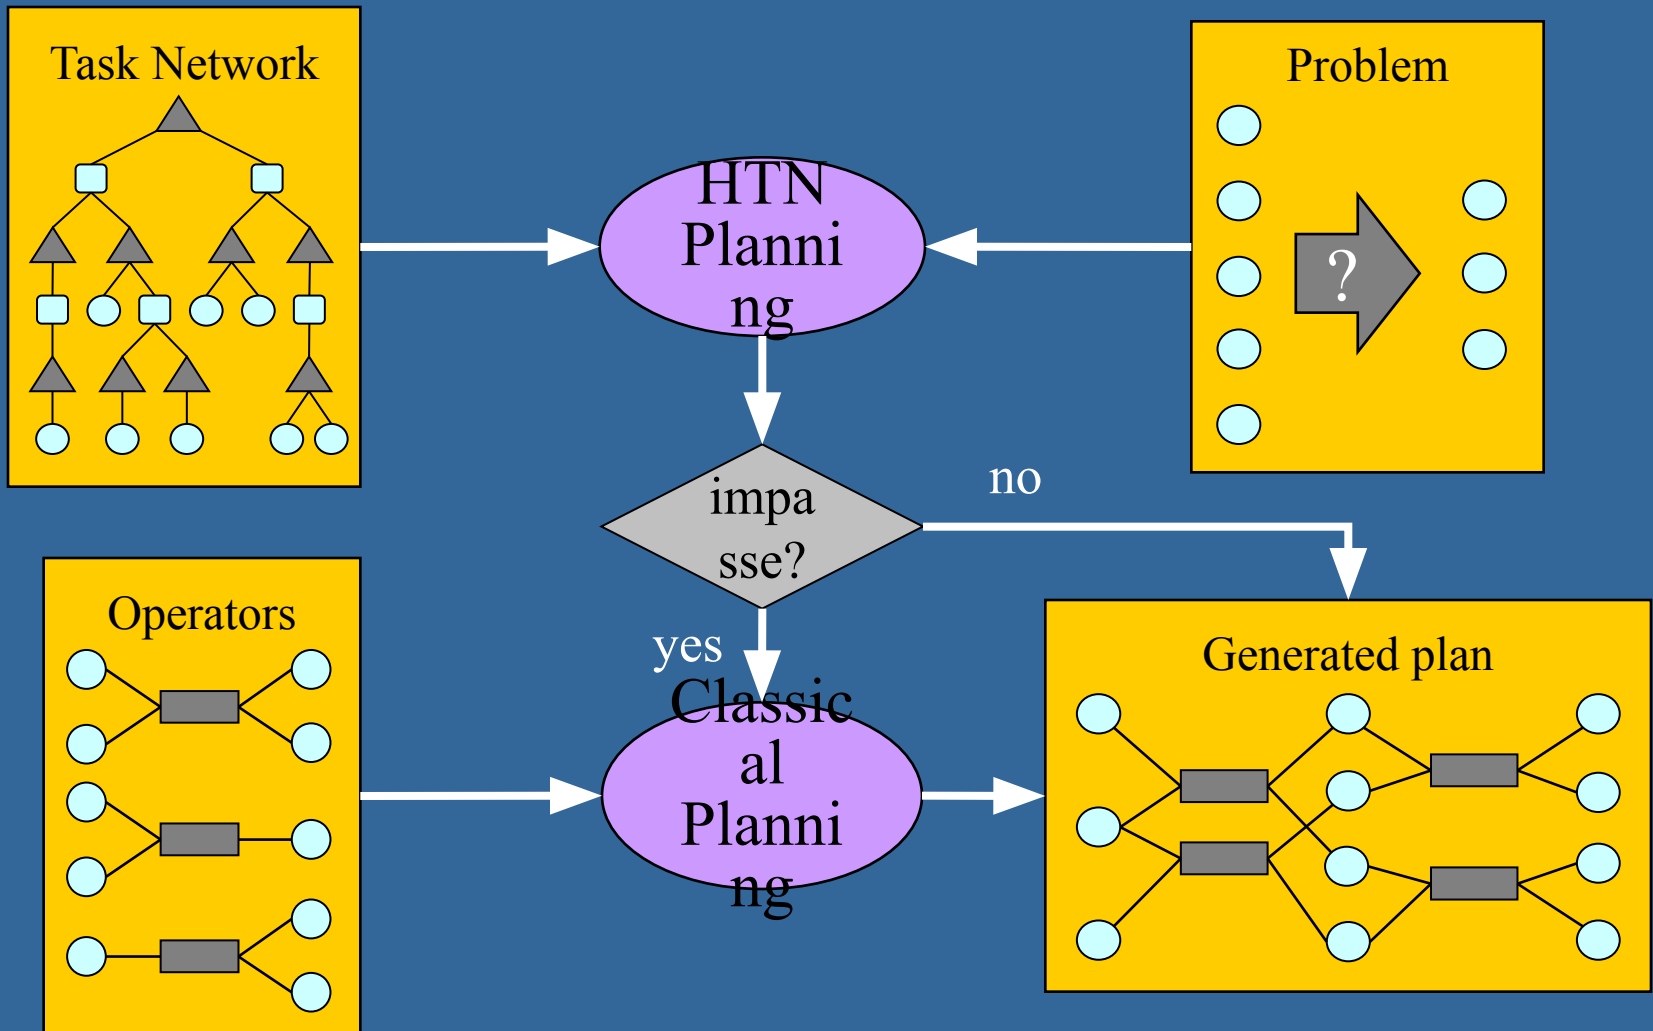 Task Network
Problem
HTN
Planni
ng
?
impa
sse?
no
yes
Operators
Classic
al
Planni
ng
Generated plan